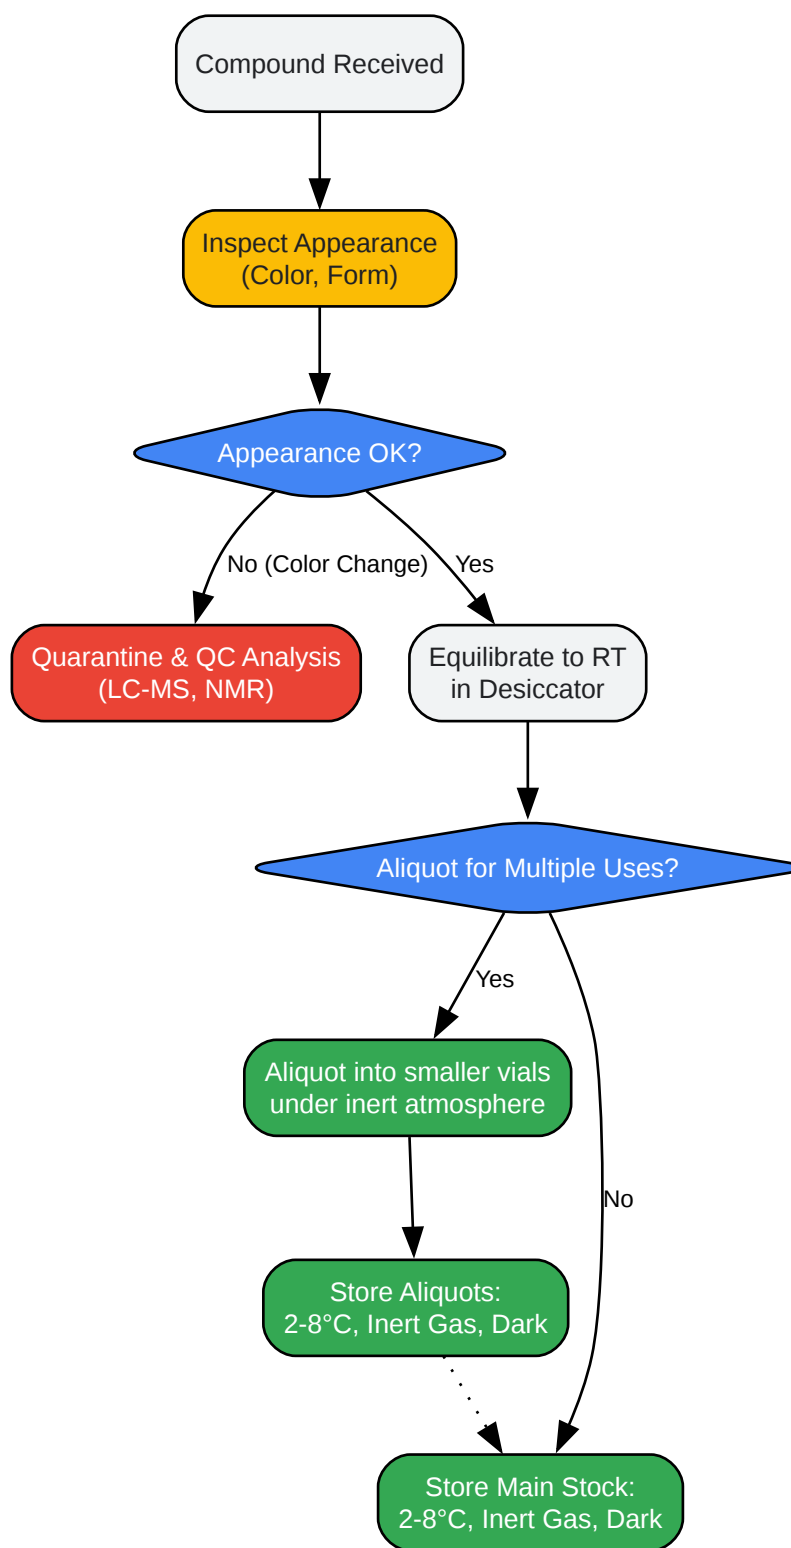 Compound Received
Inspect Appearance
(Color, Form)
Appearance OK?
No (Color Change)
Yes
Quarantine & QC Analysis
(LC-MS, NMR)
Equilibrate to RT
in Desiccator
Aliquot for Multiple Uses?
Yes
Aliquot into smaller vials
under inert atmosphere
No
Store Aliquots:
2-8°C, Inert Gas, Dark
Store Main Stock:
2-8°C, Inert Gas, Dark